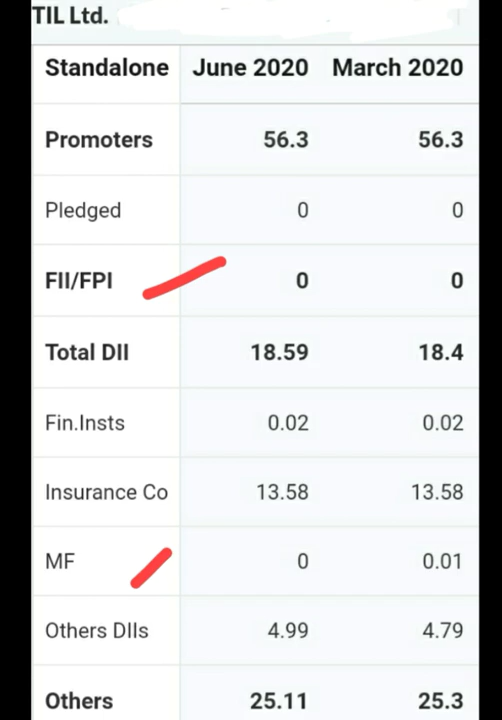 TIL Ltd.
Standalone June 2020 March 2020
Promoters 56.3 56.3
Pledged 0 0
FII/FPI 0 0
Total DII 18.59 18.4
Fin.Insts 0.02 0.02
Insurance Co 13.58 13.58
MF 0 0.01
Others DIIs 4.99 4.79
Others 25.11 25.3